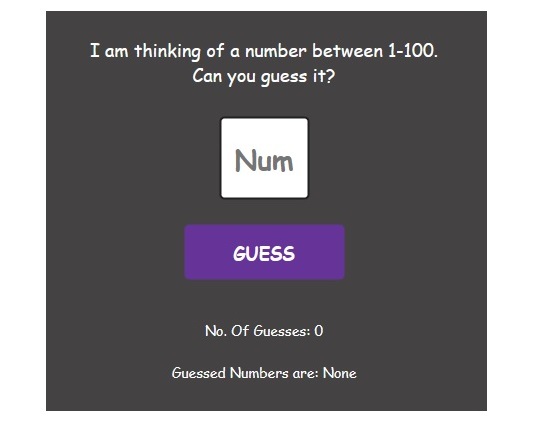 I am thinking of a number between 1-100.
Can you guess it?
Num
GUESS
No. Of Guesses: 0
Guessed Numbers are: None